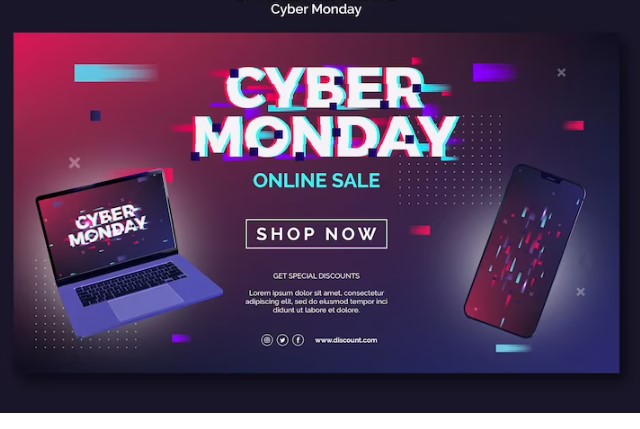 Cyber Monday
CYBER
MONDAY
ONLINE SALE
CYBER
MONDAY
SHOP NOW
GET SPECIAL DISCOUNTS
Lorem ipsum dolor sit amet, consectetur
adipiscing elit, sed do eiusmod tempor inci
didunt ut labore et dolore.
www.discount.com